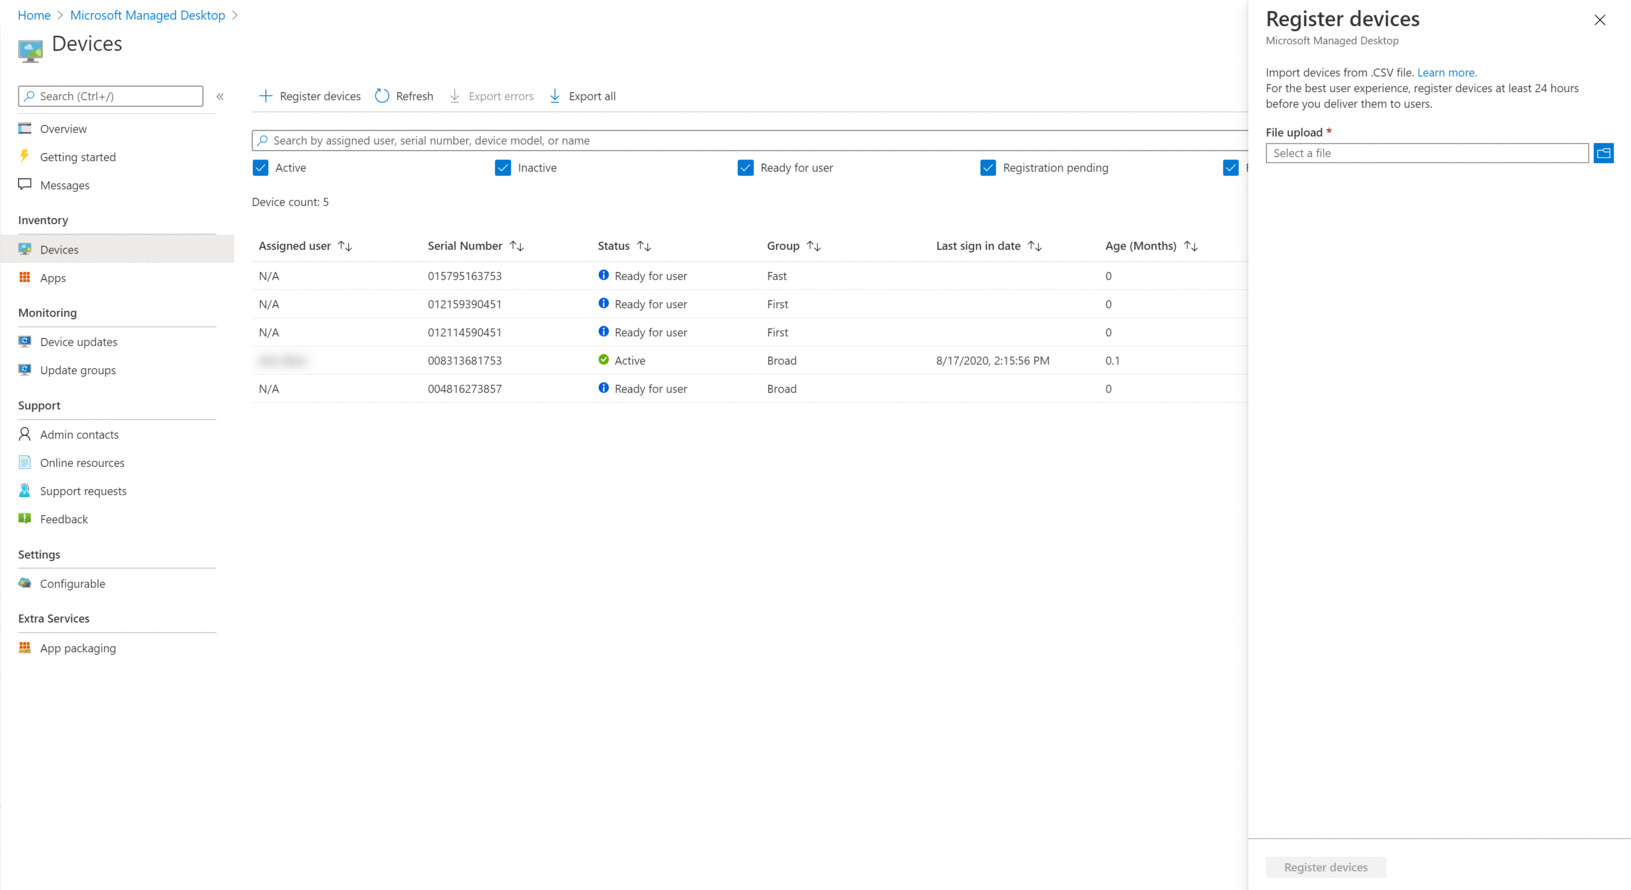 Home > Microsoft Managed Desktop >
Devices
Search (Ctrl+/) «
Overview
Getting started
Messages
Inventory
Devices
Apps
Monitoring
Device updates
Update groups
Support
Admin contacts
Online resources
Support requests
Feedback
Settings
Configurable
Extra Services
App packaging
+ Register devices Refresh Export errors Export all
Search by assigned user, serial number, device model, or name
Active Inactive Ready for user Registration pending
Device count: 5
Assigned user ↑↓ Serial Number ↑↓ Status ↑↓ Group ↑↓ Last sign in date ↑↓ Age (Months) ↑↓
N/A 015795163753 Ready for user Fast 0
N/A 012159390451 Ready for user First 0
N/A 012114590451 Ready for user First 0
008313681753 Active Broad 8/17/2020, 2:15:56 PM 0.1
N/A 004816273857 Ready for user Broad 0
Register devices
Microsoft Managed Desktop
Import devices from .CSV file. Learn more.
For the best user experience, register devices at least 24 hours
before you deliver them to users.
File upload *
Select a file
Register devices